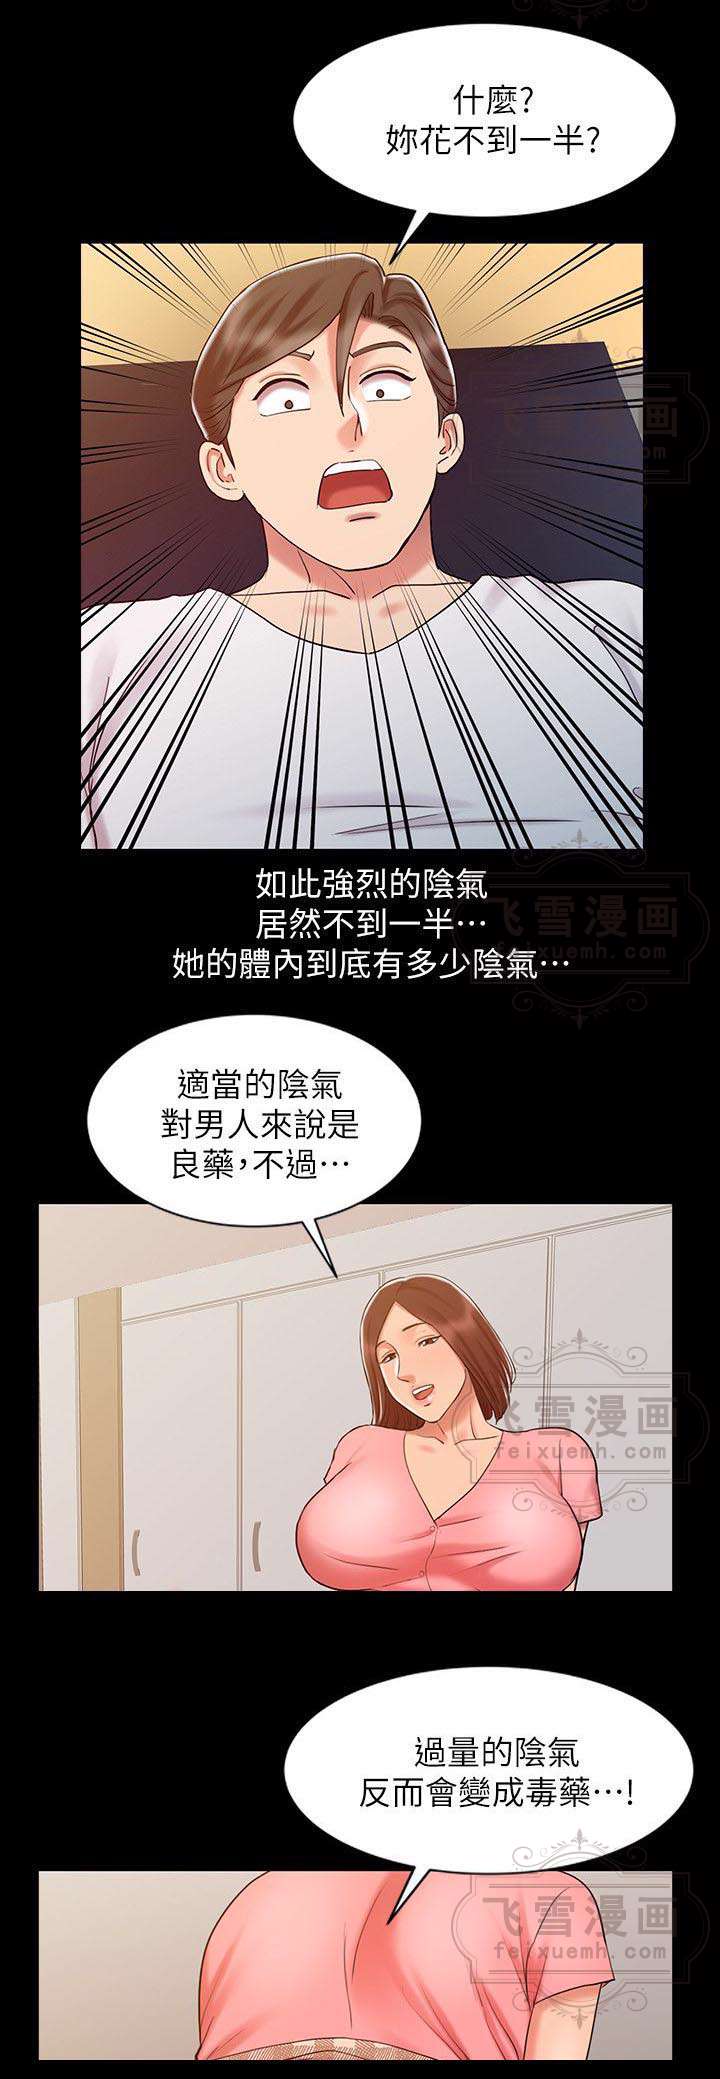 什麼?
妳花不到一半?
飞雪漫画
如此強烈的陰氣
居然不到一半…
她的體內到底有多少陰氣…
飞雪漫画
feixuemh.com
適當的陰氣
對男人來說是
良藥,不過…
飞雪漫画
feixuemh.com
過量的陰氣
反而會變成毒藥…!
飞雪漫画
feixuemh.com